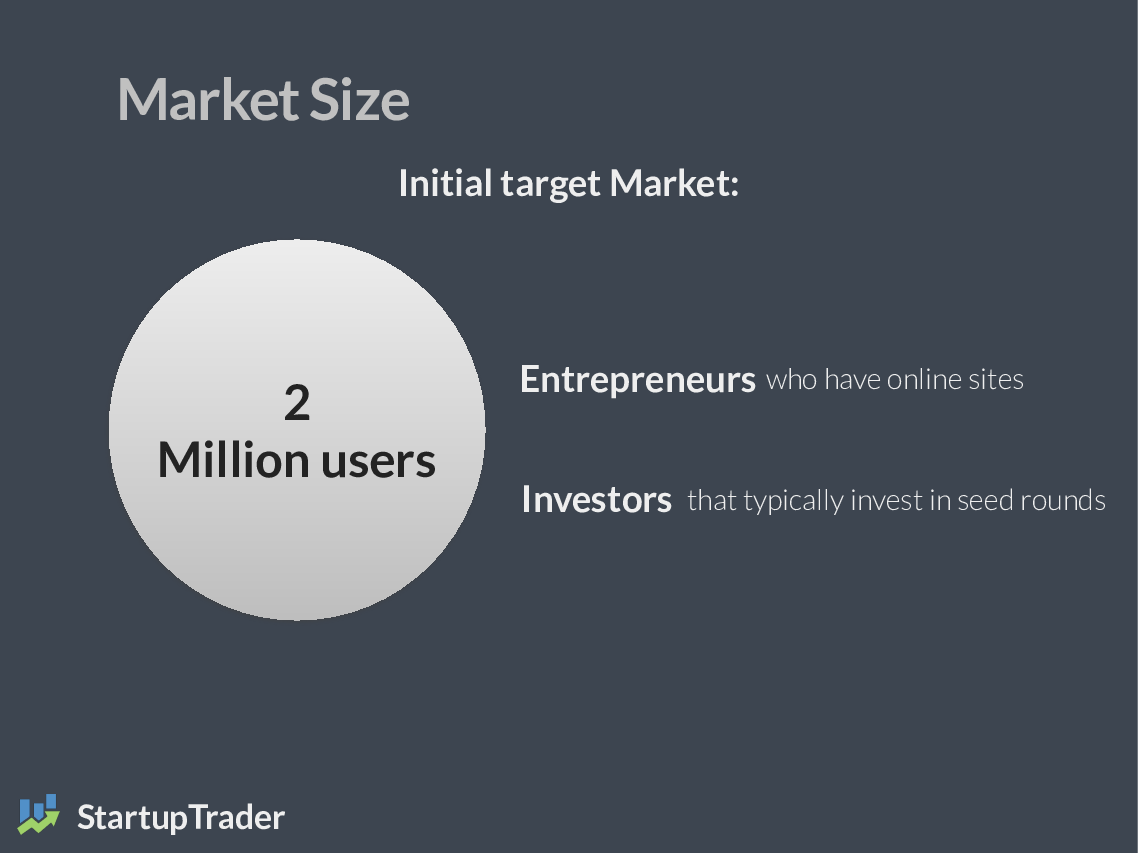 Market Size
Initial target Market:
2
Million users
Entrepreneurs who have online sites
Investors that typically invest in seed rounds
StartupTrader